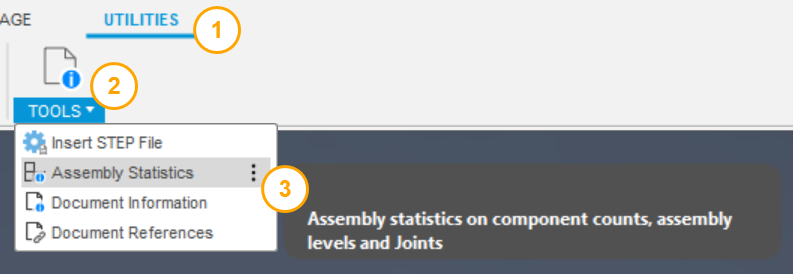 AGE
UTILITIES
1
2
TOOLS
Insert STEP File
Assembly Statistics
3
Document Information
Document References
Assembly statistics on component counts, assembly
levels and Joints